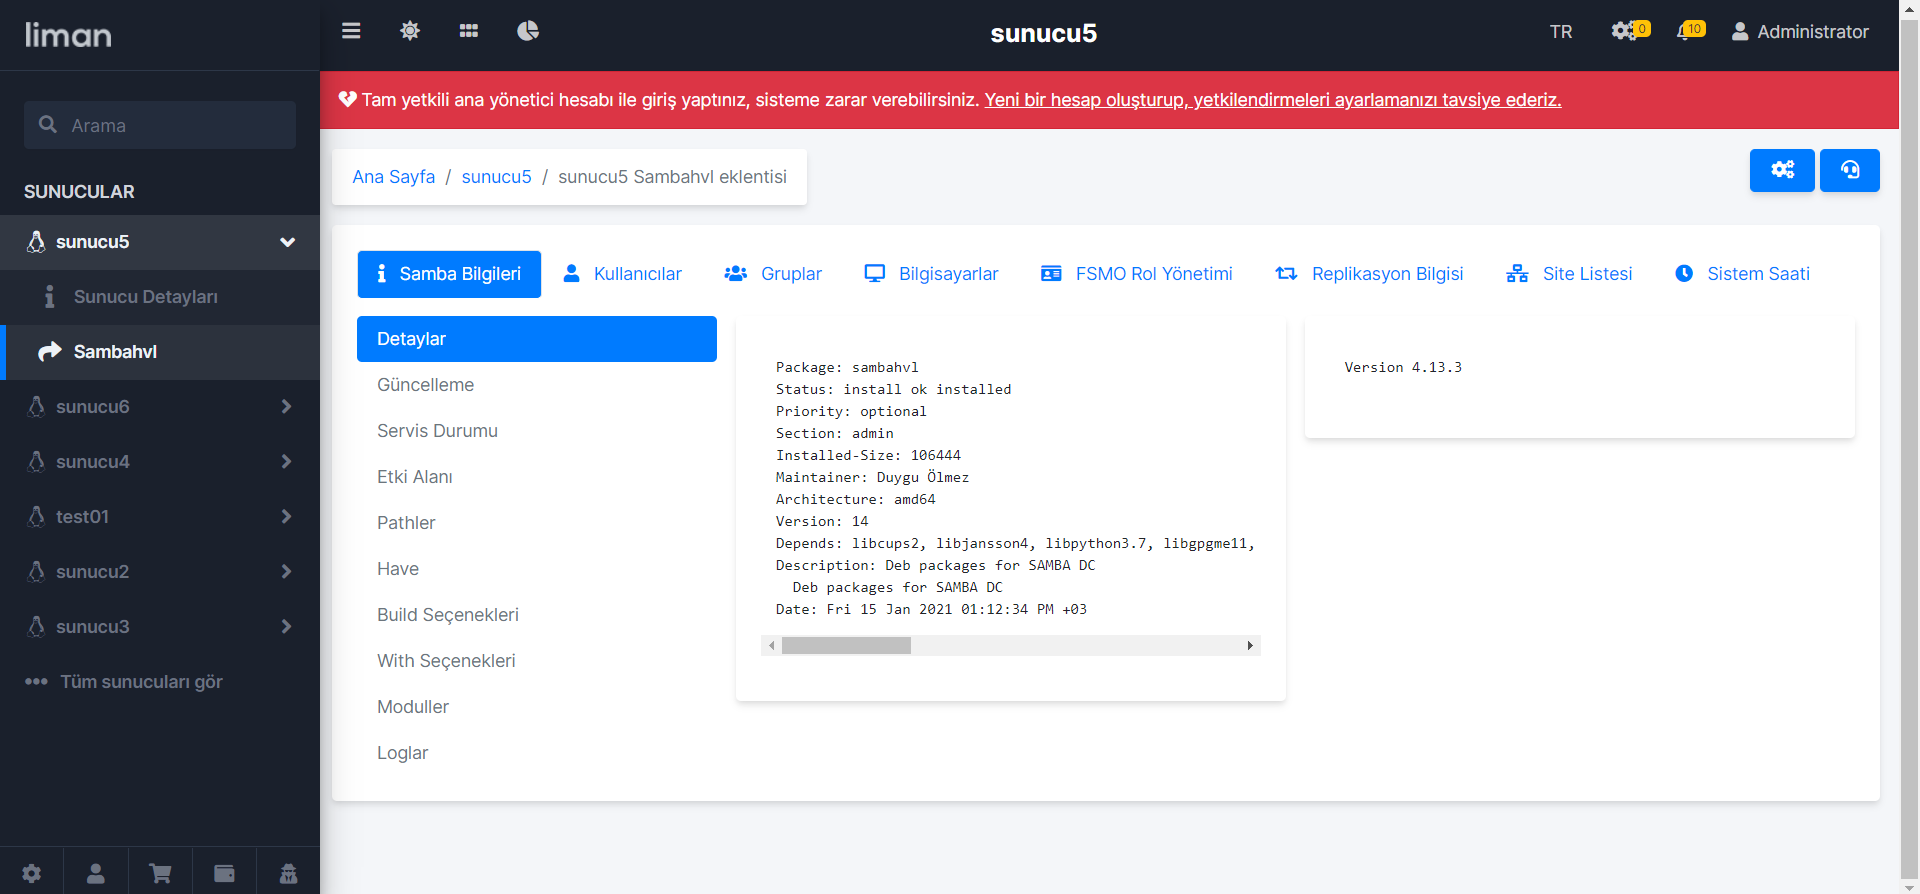 liman
sunucu5
TR
0
10
Administrator
Tam yetkili ana yönetici hesabı ile giriş yaptınız, sisteme zarar verebilirsiniz. Yeni bir hesap oluşturup, yetkilendirmeleri ayarlamanızı tavsiye ederiz.
Arama
SUNUCULAR
sunucu5
Sunucu Detayları
Sambahvl
sunucu6
sunucu4
test01
sunucu2
sunucu3
Tüm sunucuları gör
Ana Sayfa / sunucu5 / sunucu5 Sambahvl eklentisi
Samba Bilgileri
Kullanıcılar
Gruplar
Bilgisayarlar
FSMO Rol Yönetimi
Replikasyon Bilgisi
Site Listesi
Sistem Saati
Detaylar
Güncelleme
Servis Durumu
Etki Alanı
Pathler
Have
Build Seçenekleri
With Seçenekleri
Moduller
Loglar
Package: sambahvl
Status: install ok installed
Priority: optional
Section: admin
Installed-Size: 106444
Maintainer: Duygu Ölmez
Architecture: amd64
Version: 14
Depends: libcups2, libjansson4, libpython3.7, libgpgme11,
Description: Deb packages for SAMBA DC
Deb packages for SAMBA DC
Date: Fri 15 Jan 2021 01:12:34 PM +03
Version 4.13.3